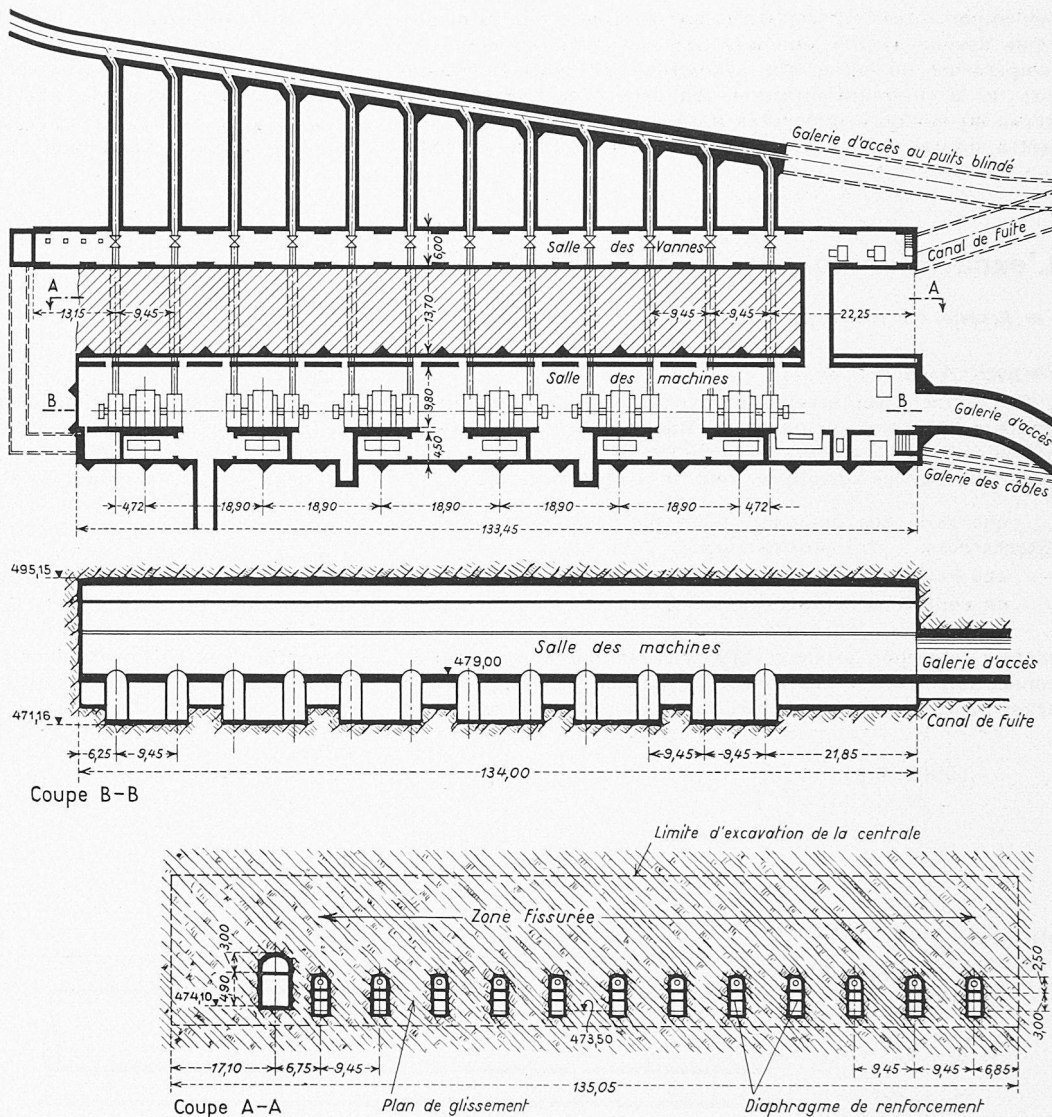 Galerie d'accès au puits blindé
Canal de fuite
Salle des Vannes
6,00
A
A
13,15
9,45
13,70
9,45
9,45
22,25
Salle des machines
B
B
9,80
4,50
Galerie d'accès
Galerie des câbles
4,72
18,90
18,90
18,90
18,90
18,90
4,72
133,45
495,15
Salle des machines
479,00
Galerie d'accès
471,16
Canal de fuite
6,25
9,45
9,45
9,45
21,85
134,00
Coupe B-B
Limite d'excavation de la centrale
Zone fissurée
3,00
4,90
474,10
2,50
3,00
473,50
17,10
6,75
9,45
9,45
9,45
6,85
135,05
Coupe A-A
Plan de glissement
Diaphragme de renforcement